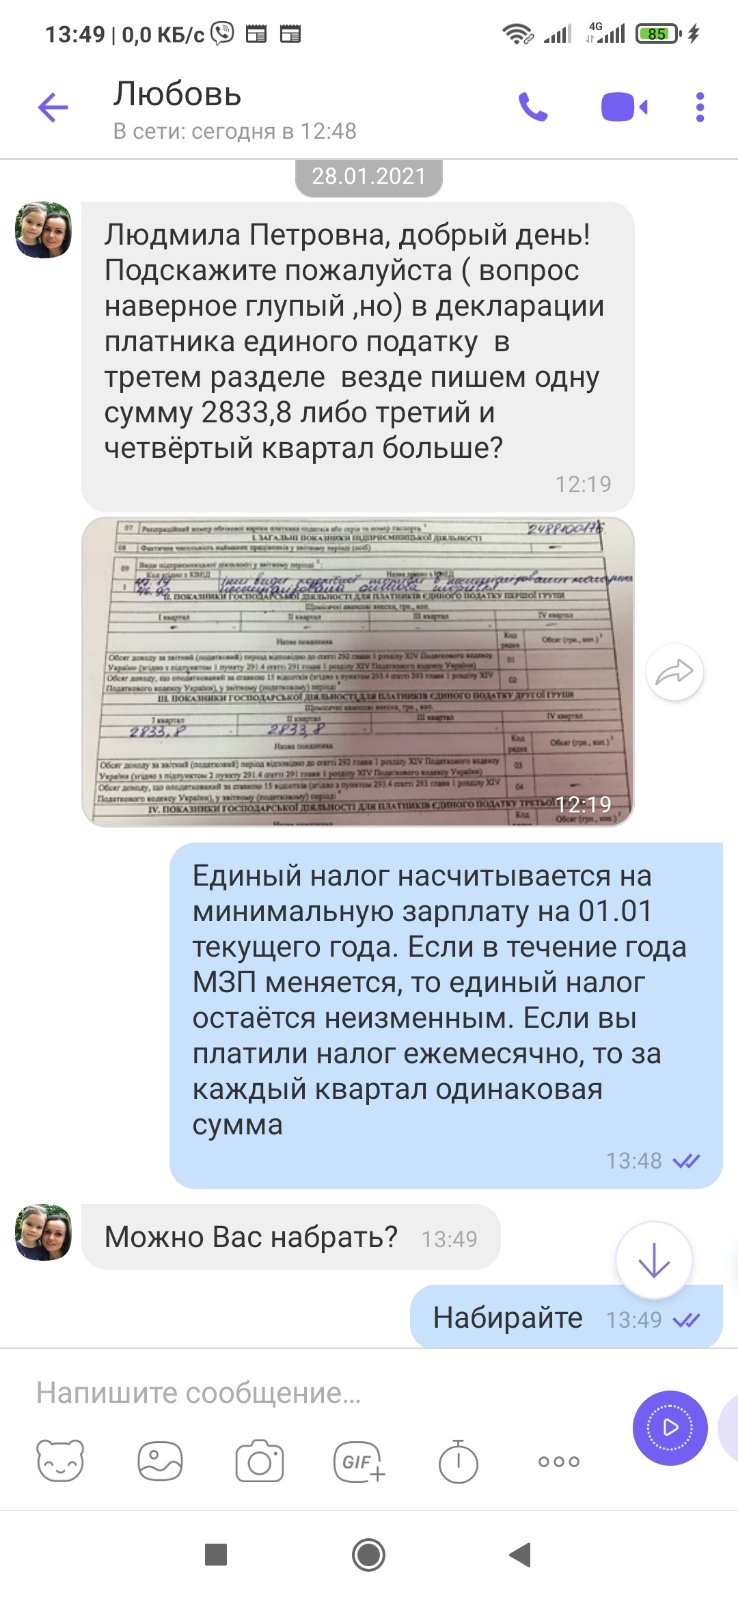 13:49 | 0,0 КБ/с
4G
85
Любовь
В сети: сегодня в 12:48
28.01.2021
Людмила Петровна, добрый день!
Подскажите пожалуйста ( вопрос
наверное глупый ,но) в декларации
платника единого податку в
третем разделе везде пишем одну
сумму 2833,8 либо третий и
четвёртый квартал больше?
12:19
07 Реєстраційний номер облікової картки платника податків або серія та номер паспорта
I. ЗАГАЛЬНІ ПОКАЗНИКИ ПІДПРИЄМНИЦЬКОЇ ДІЯЛЬНОСТІ
08 Фактична чисельність найманих працівників у звітному періоді (осіб)
09 Види підприємницької діяльності у звітному періоді
Код згідно з КВЕД Назва згідно з КВЕД
1
II. ПОКАЗНИКИ ГОСПОДАРСЬКОЇ ДІЯЛЬНОСТІ ДЛЯ ПЛАТНИКІВ ЄДИНОГО ПОДАТКУ ПЕРШОЇ ГРУПИ
Щомісячні авансові внески, грн., коп.
I квартал II квартал III квартал IV квартал
Назва показника Код рядка Обсяг (грн., коп.)
Обсяг доходу за звітний (податковий) період відповідно до статті 292 глави 1 розділу XIV Податкового кодексу 01
України (згідно з підпунктом 1 пункту 291.4 статті 291 глави 1 розділу XIV Податкового кодексу України)
Обсяг доходу, що оподаткований за ставкою 15 відсотків (згідно з пунктом 293.4 статті 293 глави 1 розділу XIV 02
Податкового кодексу України), у звітному (податковому) періоді
III. ПОКАЗНИКИ ГОСПОДАРСЬКОЇ ДІЯЛЬНОСТІ ДЛЯ ПЛАТНИКІВ ЄДИНОГО ПОДАТКУ ДРУГОЇ ГРУПИ
Щомісячні авансові внески, грн., коп.
I квартал II квартал III квартал IV квартал
2833,8 2833,8
Назва показника Код рядка Обсяг (грн., коп.)
Обсяг доходу за звітний (податковий) період відповідно до статті 292 глави 1 розділу XIV Податкового кодексу 03
України (згідно з підпунктом 2 пункту 291.4 статті 291 глави 1 розділу XIV Податкового кодексу України)
Обсяг доходу, що оподаткований за ставкою 15 відсотків (згідно з пунктом 293.4 статті 293 глави 1 розділу XIV 04
Податкового кодексу України), у звітному (податковому) періоді
IV. ПОКАЗНИКИ ГОСПОДАРСЬКОЇ ДІЯЛЬНОСТІ ДЛЯ ПЛАТНИКІВ ЄДИНОГО ПОДАТКУ
12:19
Единый налог насчитывается на
минимальную зарплату на 01.01
текущего года. Если в течение года
МЗП меняется, то единый налог
остаётся неизменным. Если вы
платили налог ежемесячно, то за
каждый квартал одинаковая
сумма
13:48
Можно Вас набрать? 13:49
Набирайте 13:49
Напишите сообщение...
GIF